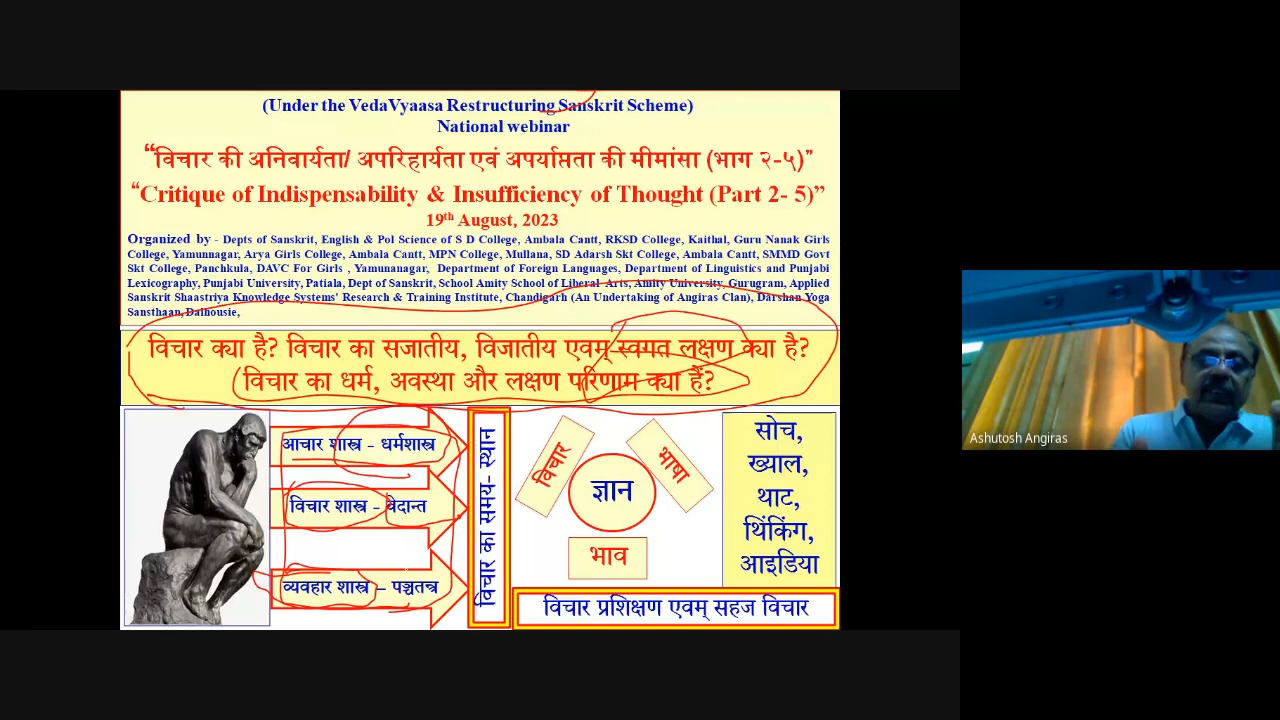 (Under the VedaVyaasa Restructuring Sanskrit Scheme)
National webinar
“विचार की अनिवार्यता/ अपरिहार्यता एवं अपर्याप्तता की मीमांसा (भाग २-५)”
“Critique of Indispensability & Insufficiency of Thought (Part 2- 5)”
19th August, 2023
Organized by - Depts of Sanskrit, English & Pol Science of S D College, Ambala Cantt, RKSD College, Kaithal, Guru Nanak Girls
College, Yamunnagar, Arya Girls College, Ambala Cantt, MPN College, Mullana, SD Adarsh Skt College, Ambala Cantt, SMMD Govt
Skt College, Panchkula, DAVC For Girls , Yamunanagar, Department of Foreign Languages, Department of Linguistics and Punjabi
Lexicography, Punjabi University, Patiala, Dept of Sanskrit, School Amity School of Liberal Arts, Amity University, Gurugram, Applied
Sanskrit Shaastriya Knowledge Systems' Research & Training Institute, Chandigarh (An Undertaking of Angiras Clan), Darshan Yoga
Sansthaan, Dalhousie,
विचार क्या है? विचार का सजातीय, विजातीय एवम् स्वगत लक्षण क्या है?
(विचार का धर्म, अवस्था और लक्षण परिणाम क्या हैं?
आचार शास्त्र - धर्मशास्त्र
विचार शास्त्र - वेदान्त
व्यवहार शास्त्र – पञ्चतन्त्र
विचार का समय- स्थान
विचार
भाषा
ज्ञान
भाव
सोच,
ख्याल,
थाट,
थिंकिंग,
आइडिया
विचार प्रशिक्षण एवम् सहज विचार
Ashutosh Angiras